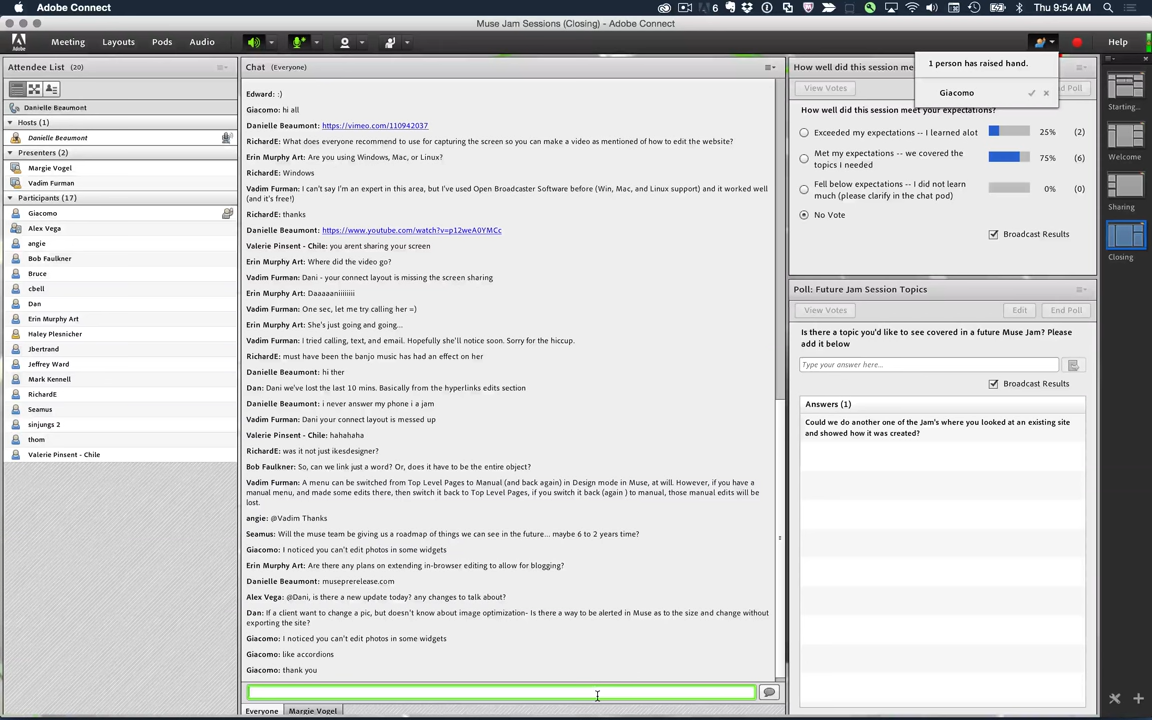 Adobe Connect
6
Thu 9:54 AM
Muse Jam Sessions (Closing) - Adobe Connect
Adobe
Meeting
Layouts
Pods
Audio
Help
Attendee List (20)
Danielle Beaumont
Hosts (1)
Danielle Beaumont
Presenters (2)
Margie Vogel
Vadim Furman
Participants (17)
Giacomo
Alex Vega
angie
Bob Faulkner
Bruce
cbell
Dan
Erin Murphy Art
Haley Plesnicher
Jbertrand
Jeffrey Ward
Mark Kennell
RichardE
Seamus
sinjungs 2
thom
Valerie Pinsent - Chile
Chat (Everyone)
Edward: :}
Giacomo: hi all
Danielle Beaumont: https://vimeo.com/110942037
RichardE: What does everyone recommend to use for capturing the screen so you can make a video as mentioned of how to edit the website?
Erin Murphy Art: Are you using Windows, Mac, or Linux?
RichardE: Windows
Vadim Furman: I can't say I'm an expert in this area, but I've used Open Broadcaster Software before (Win, Mac, and Linux support) and it worked well
(and it's free!)
RichardE: thanks
Danielle Beaumont: https://www.youtube.com/watch?v=p12weA0YMCc
Valerie Pinsent - Chile: you arent sharing your screen
Erin Murphy Art: Where did the video go?
Vadim Furman: Dani - your connect layout is missing the screen sharing
Erin Murphy Art: Daaaaniiiiiiii
Vadim Furman: One sec, let me try calling her =)
Erin Murphy Art: She's just going and going...
Vadim Furman: I tried calling, text, and email. Hopefully she'll notice soon. Sorry for the hiccup.
RichardE: must have been the banjo music has had an effect on her
Danielle Beaumont: hi ther
Dan: Dani we've lost the last 10 mins. Basically from the hyperlinks edits section
Danielle Beaumont: i never answer my phone i a jam
Vadim Furman: Dani your connect layout is messed up
Valerie Pinsent - Chile: hahahaha
RichardE: was it not just ikesdesigner?
Bob Faulkner: So, can we link just a word? Or, does it have to be the entire object?
Vadim Furman: A menu can be switched from Top Level Pages to Manual (and back again) in Design mode in Muse, at will. However, if you have a
manual menu, and made some edits there, then switch it back to Top Level Pages, if you switch it back (again ) to manual, those manual edits will be
lost.
angie: @Vadim Thanks
Seamus: Will the muse team be giving us a roadmap of things we can see in the future... maybe 6 to 2 years time?
Giacomo: I noticed you can't edit photos in some widgets
Erin Murphy Art: Are there any plans on extending in-browser editing to allow for blogging?
Danielle Beaumont: museprerelease.com
Alex Vega: @Dani, is there a new update today? any changes to talk about?
Dan: If a client want to change a pic, but doesn't know about image optimization- Is there a way to be alerted in Muse as to the size and change without
exporting the site?
Giacomo: I noticed you can't edit photos in some widgets
Giacomo: like accordions
Giacomo: thank you
Everyone
Margie Vogel
How well did this session me
1 person has raised hand.
Giacomo
View Votes
nd Poll
How well did this session meet your expectations?
Exceeded my expectations -- I learned alot
25%
(2)
Met my expectations -- we covered the
topics I needed
75%
(6)
Fell below expectations -- I did not learn
much (please clarify in the chat pod)
0%
(0)
No Vote
Broadcast Results
Poll: Future Jam Session Topics
View Votes
Edit
End Poll
Is there a topic you'd like to see covered in a future Muse Jam? Please
add it below
Type your answer here...
Broadcast Results
Answers (1)
Could we do another one of the Jam's where you looked at an existing site
and showed how it was created?
Starting...
Welcome
Sharing
Closing